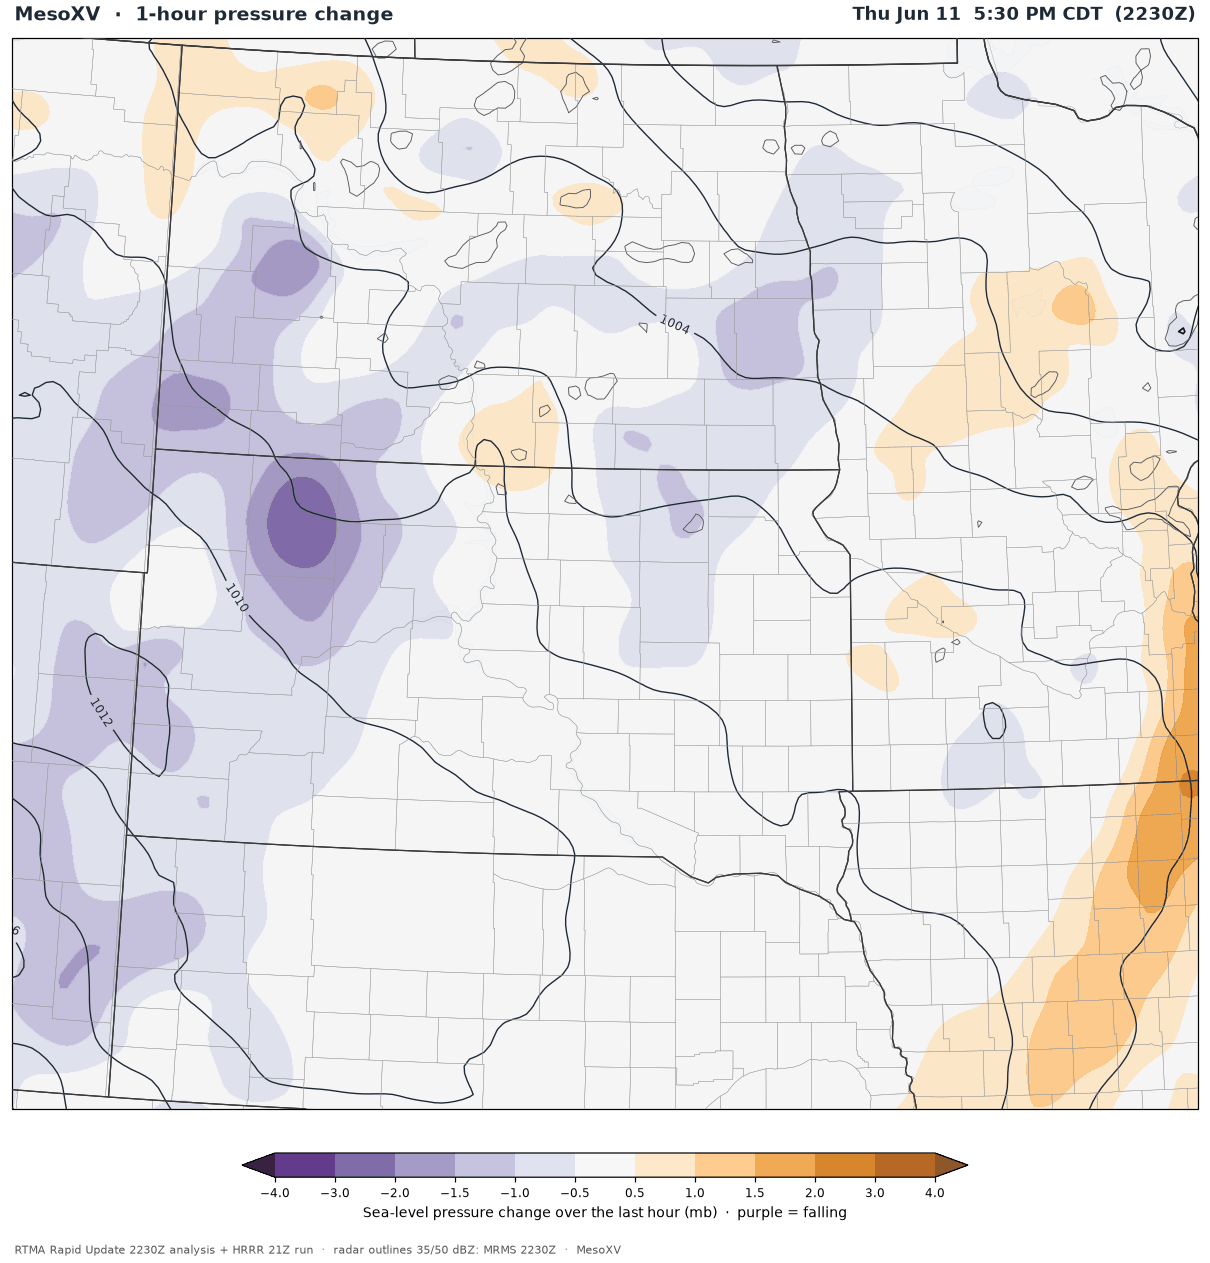 MesoXV · 1-hour pressure change
Thu Jun 11 5:30 PM CDT (2230Z)
1004
1010
1012
6
−4.0 −3.0 −2.0 −1.5 −1.0 −0.5 0.5 1.0 1.5 2.0 3.0 4.0
Sea-level pressure change over the last hour (mb) · purple = falling
RTMA Rapid Update 2230Z analysis + HRRR 21Z run · radar outlines 35/50 dBZ: MRMS 2230Z · MesoXV